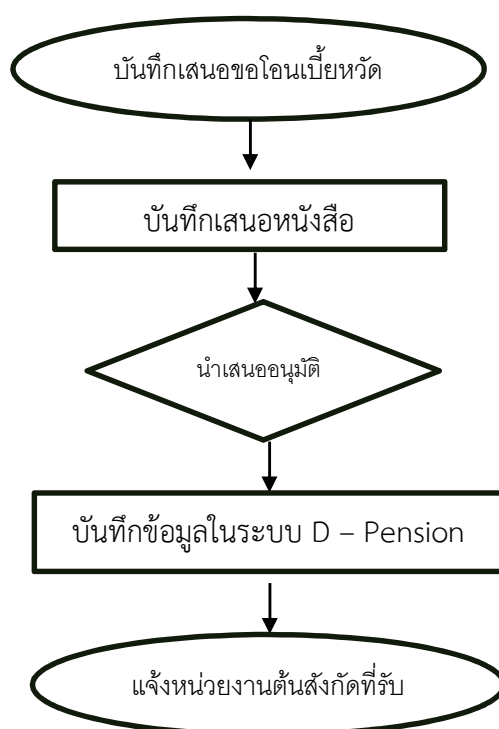 บันทึกเสนอขอโอนเบี้ยหวัด
บันทึกเสนอหนังสือ
นำเสนออนุมัติ
บันทึกข้อมูลในระบบ D – Pension
แจ้งหน่วยงานต้นสังกัดที่รับ